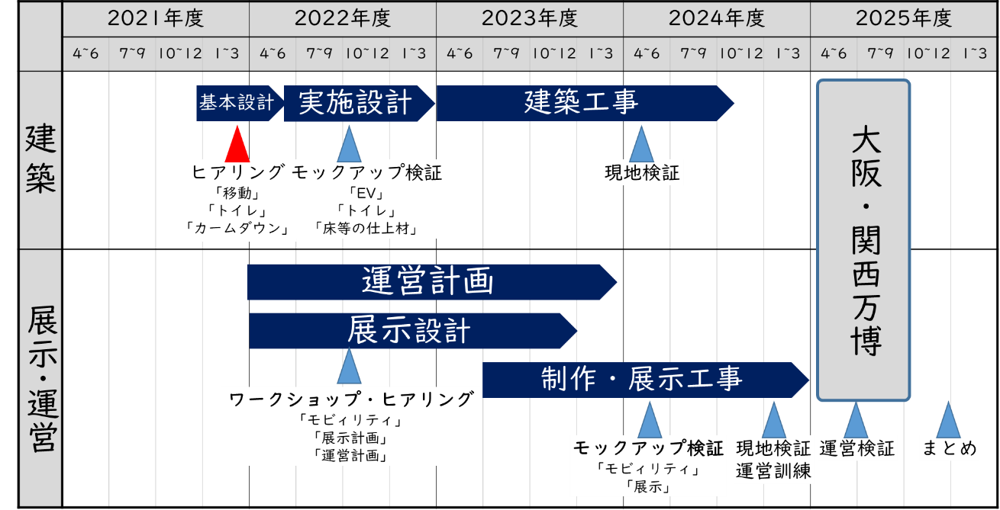 2021年度 2022年度 2023年度 2024年度 2025年度
4~6 7~9 10~12 1~3 4~6 7~9 10~12 1~3 4~6 7~9 10~12 1~3 4~6 7~9 10~12 1~3 4~6 7~9 10~12 1~3
建築
基本設計 実施設計 建築工事
ヒアリング モックアップ検証 現地検証
「移動」 「EV」
「トイレ」 「トイレ」
「カームダウン」 「床等の仕上材」
大阪・関西万博
展示・運営
運営計画
展示設計
制作・展示工事
ワークショップ・ヒアリング
「モビィリティ」
「展示計画」
「運営計画」
モックアップ検証 現地検証 運営検証 まとめ
「モビィリティ」 運営訓練
「展示」